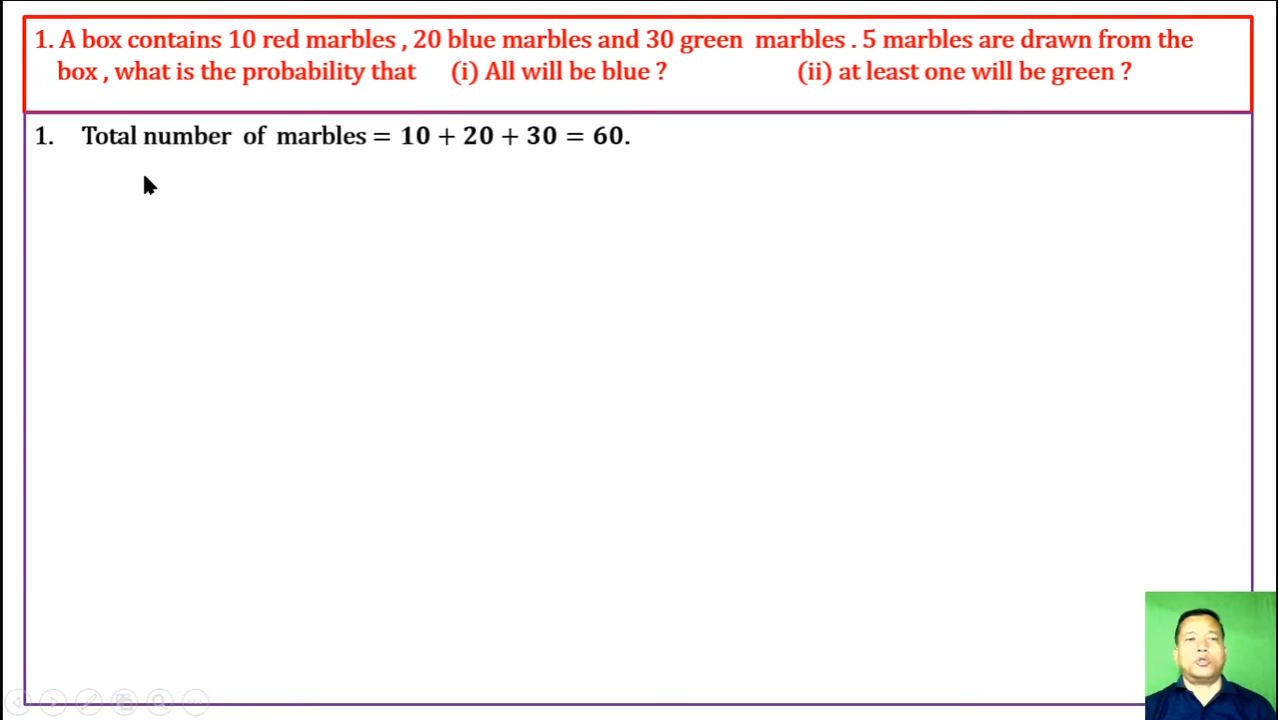 1. A box contains 10 red marbles , 20 blue marbles and 30 green marbles . 5 marbles are drawn from the
box , what is the probability that (i) All will be blue ? (ii) at least one will be green ?
1. Total number of marbles = 10 + 20 + 30 = 60.